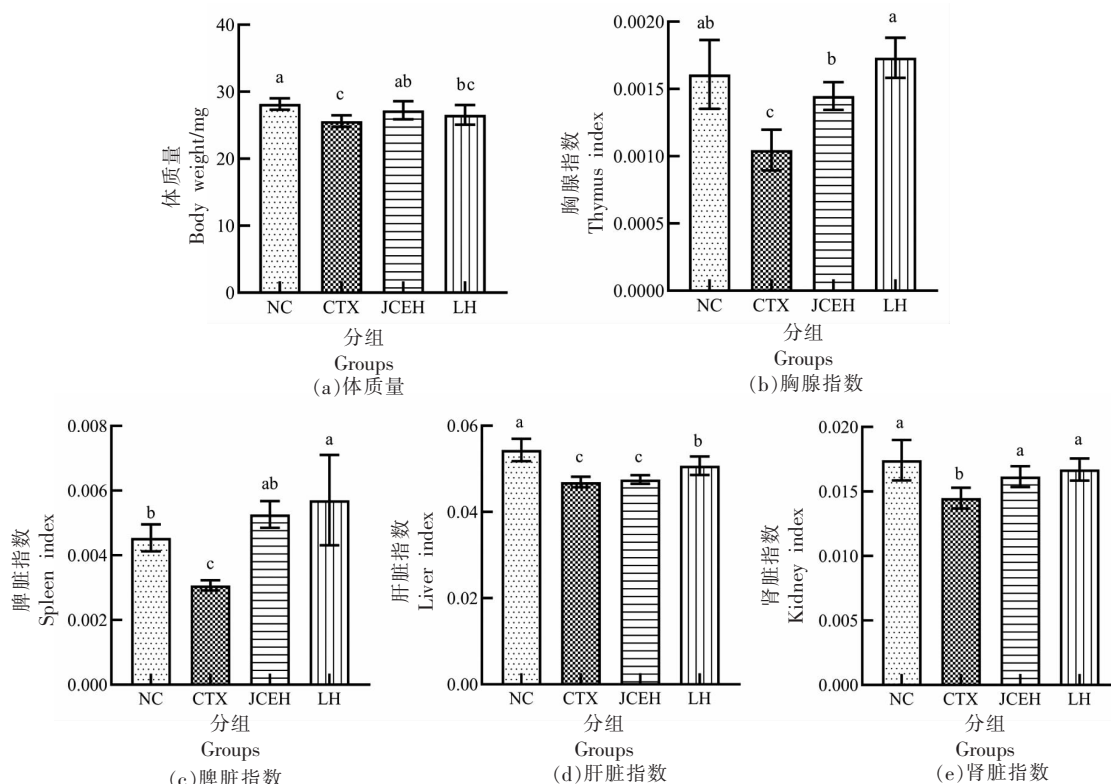 体质量
Body weight/mg
40
30
20
10
0
a
c
ab
bc
NC CTX JCEH LH
分组
Groups
(a)体质量
胸腺指数
Thymus index
0.0020
0.0015
0.0010
0.0005
0.0000
ab
c
b
a
NC CTX JCEH LH
分组
Groups
(b)胸腺指数
脾脏指数
Spleen index
0.008
0.006
0.004
0.002
0.000
b
c
ab
a
NC CTX JCEH LH
分组
Groups
(c)脾脏指数
肝脏指数
Liver index
0.06
0.04
0.02
0.00
a
c
c
b
NC CTX JCEH LH
分组
Groups
(d)肝脏指数
肾脏指数
Kidney index
0.020
0.015
0.010
0.005
0.000
a
b
a
a
NC CTX JCEH LH
分组
Groups
(e)肾脏指数